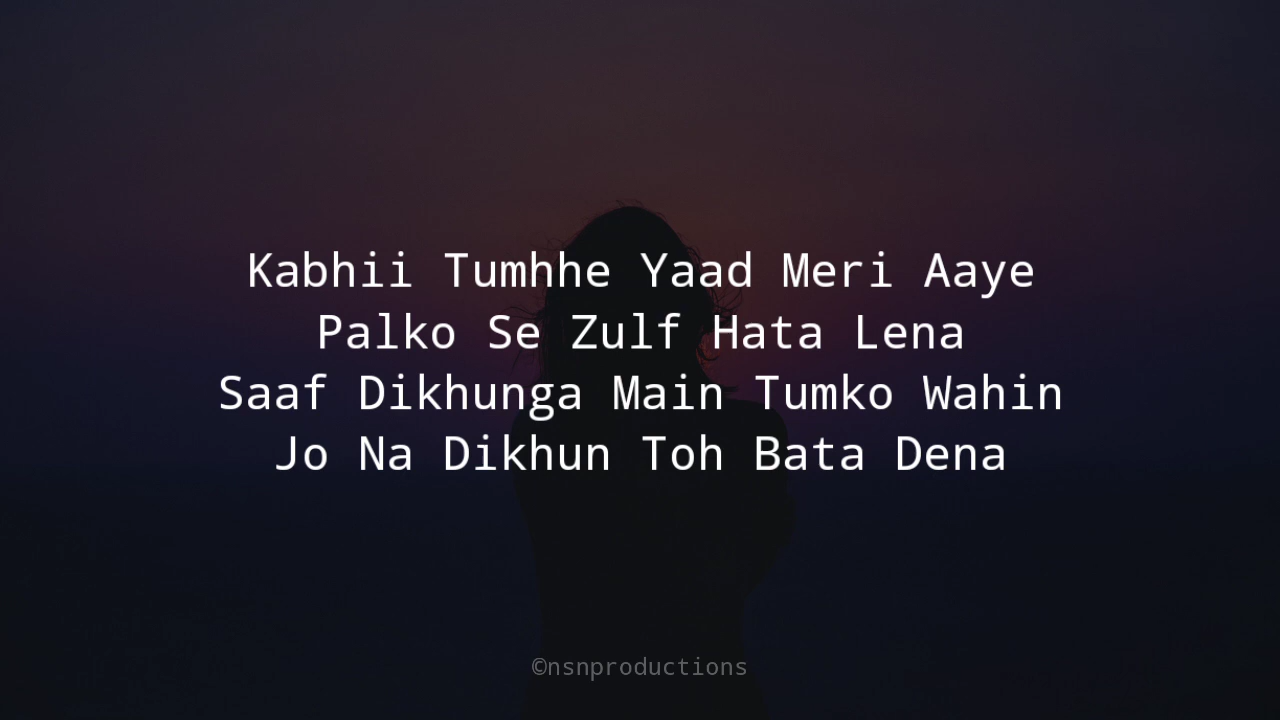 Kabhii Tumhhe Yaad Meri Aaye
Palko Se Zulf Hata Lena
Saaf Dikhunga Main Tumko Wahin
Jo Na Dikhun Toh Bata Dena
©nsnproductions